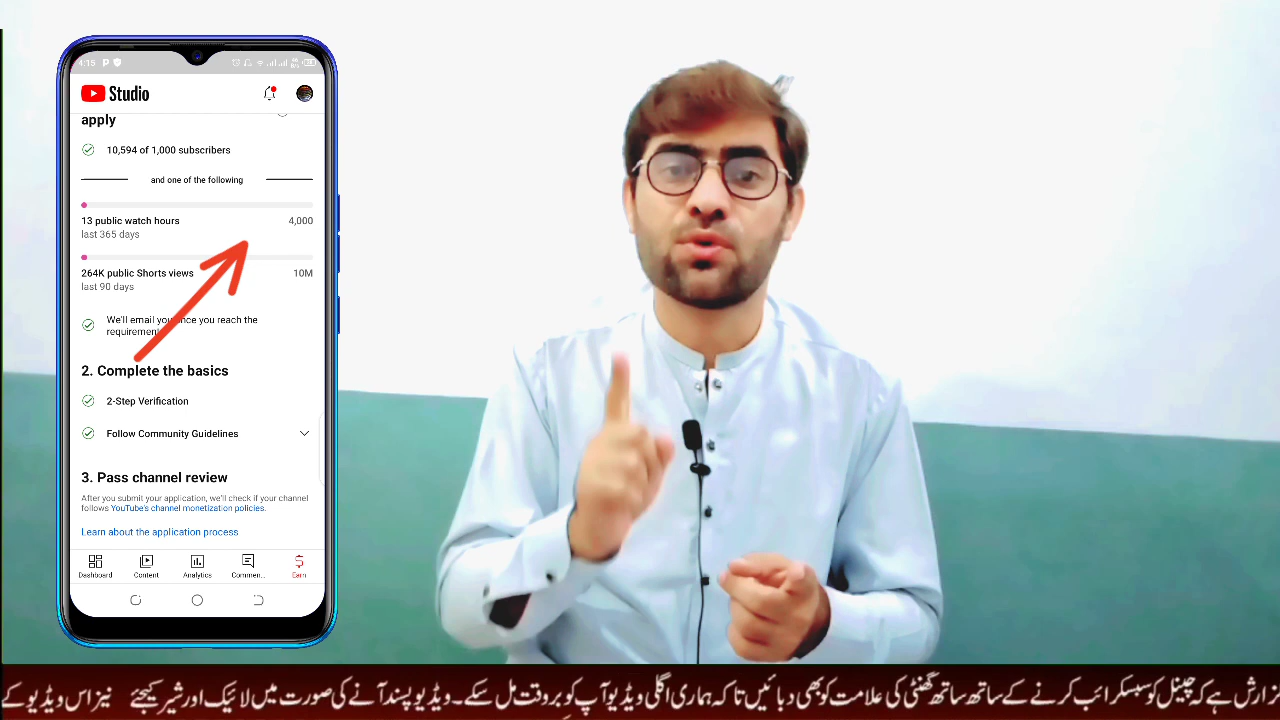 4:15
Studio
apply
10,594 of 1,000 subscribers
and one of the following
13 public watch hours 4,000
last 365 days
264K public Shorts views 10M
last 90 days
We'll email you once you reach the
requirement
2. Complete the basics
2-Step Verification
Follow Community Guidelines
3. Pass channel review
After you submit your application, we'll check if your channel
follows YouTube's channel monetization policies.
Learn about the application process
Dashboard Content Analytics Commen... Earn
زارش ہے کہ چینل کو سبسکرائب کرنے کے ساتھ ساتھ گھنٹی کی علامت کو بھی دبائیں تاکہ ہماری اگلی ویڈیو آپ کو بروقت مل سکے۔ ویڈیو پسند آنے کی صورت میں لائیک اور شیر کیجئے نیز اس ویڈیو کے